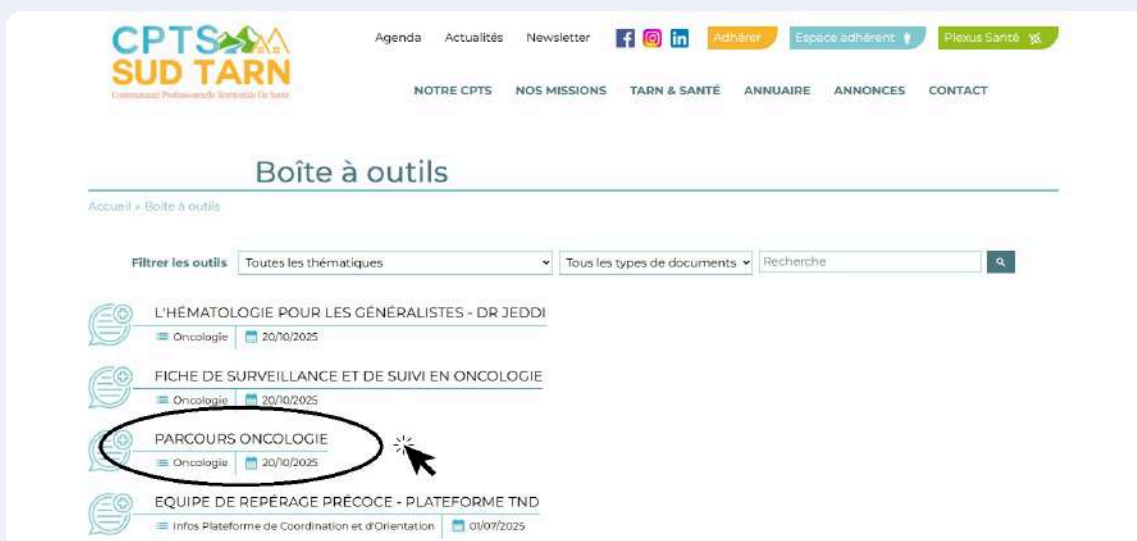 CPTS
SUD TARN
Communauté Professionnelle Territoriale De Santé
Agenda Actualités Newsletter Adhérer Espace adhérent Plexus Santé
NOTRE CPTS NOS MISSIONS TARN & SANTÉ ANNUAIRE ANNONCES CONTACT
Boîte à outils
Accueil » Boîte à outils
Filtrer les outils Toutes les thématiques Tous les types de documents Recherche
L'HÉMATOLOGIE POUR LES GÉNÉRALISTES - DR JEDDI
Oncologie 20/10/2025
FICHE DE SURVEILLANCE ET DE SUIVI EN ONCOLOGIE
Oncologie 20/10/2025
PARCOURS ONCOLOGIE
Oncologie 20/10/2025
EQUIPE DE REPÉRAGE PRÉCOCE - PLATEFORME TND
Infos Plateforme de Coordination et d'Orientation 01/07/2025